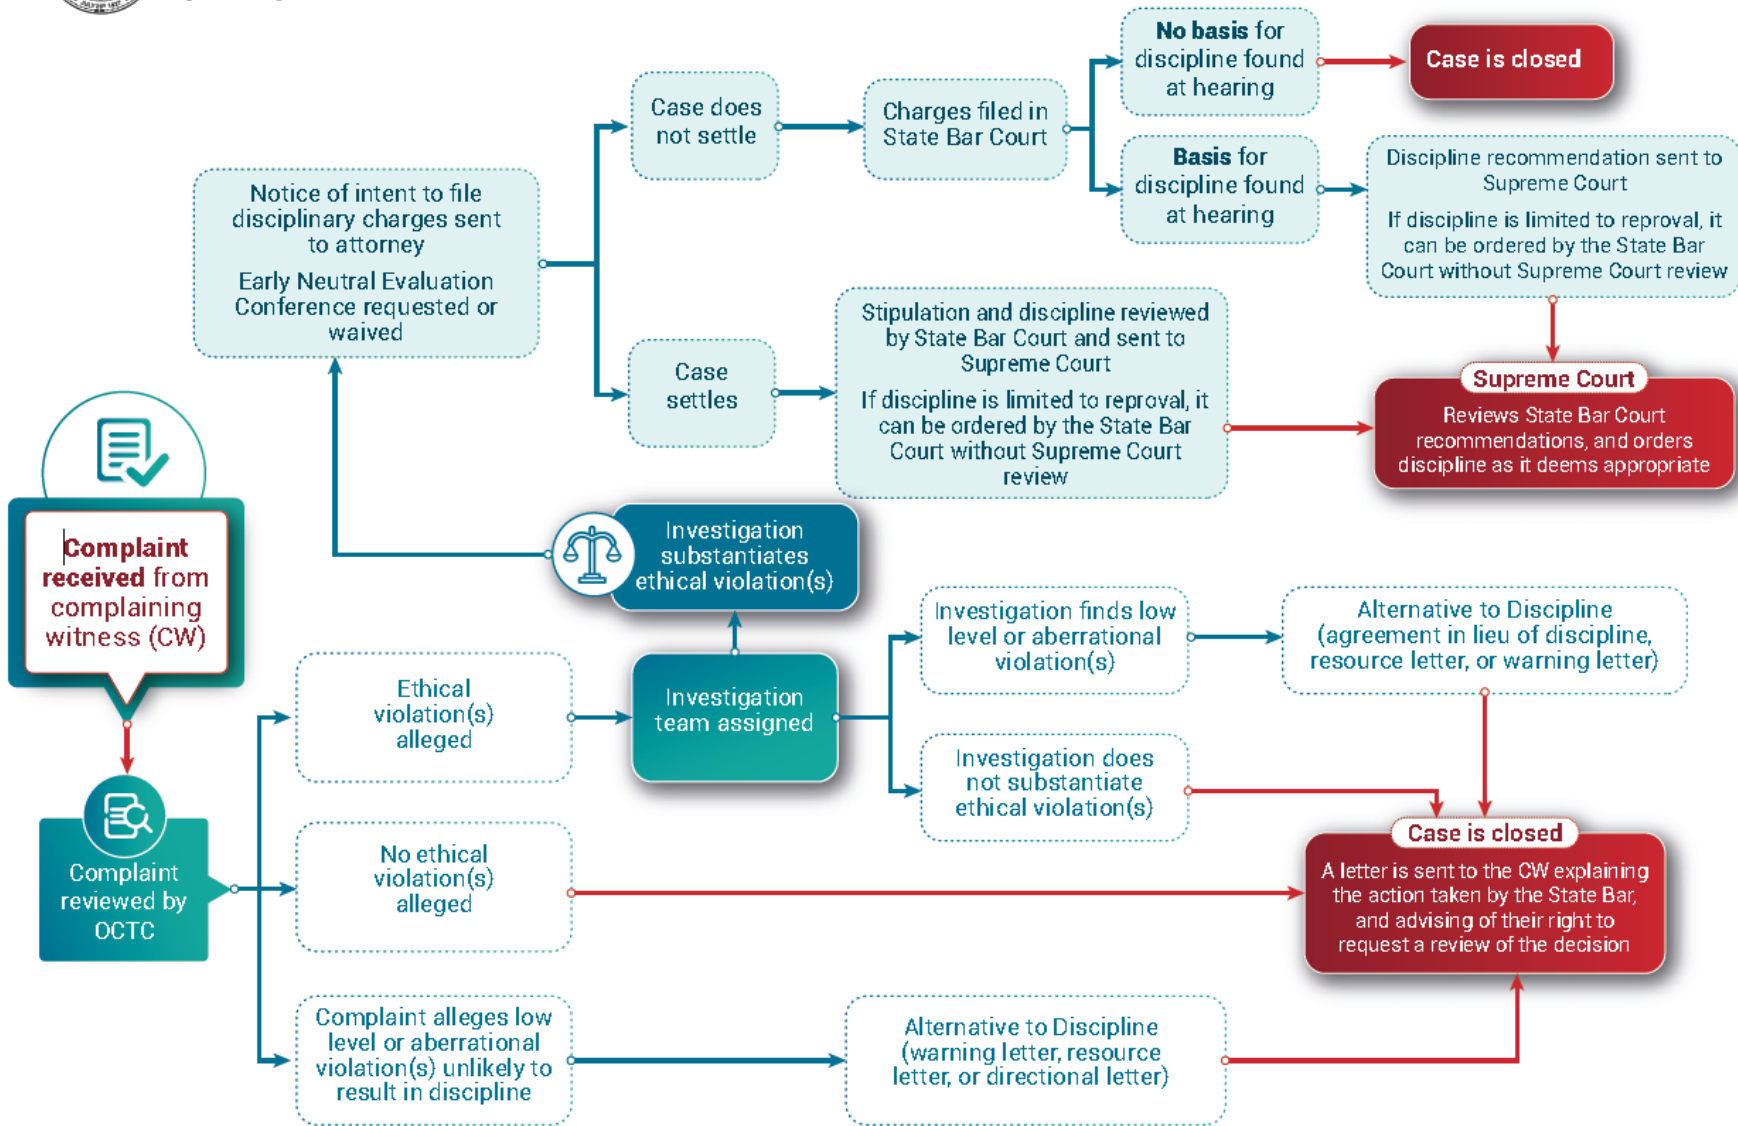 No basis for
discipline found
at hearing
Case is closed
Case does
not settle
Charges filed in
State Bar Court
Basis for
discipline found
at hearing
Discipline recommendation sent to
Supreme Court
If discipline is limited to reproval, it
can be ordered by the State Bar
Court without Supreme Court review
Notice of intent to file
disciplinary charges sent
to attorney
Early Neutral Evaluation
Conference requested or
waived
Case
settles
Stipulation and discipline reviewed
by State Bar Court and sent to
Supreme Court
If discipline is limited to reproval, it
can be ordered by the State Bar
Court without Supreme Court
review
Supreme Court
Reviews State Bar Court
recommendations, and orders
discipline as it deems appropriate
Complaint
received from
complaining
witness (CW)
Investigation
substantiates
ethical violation(s)
Investigation finds low
level or aberrational
violation(s)
Alternative to Discipline
(agreement in lieu of discipline,
resource letter, or warning letter)
Ethical
violation(s)
alleged
Investigation
team assigned
Investigation does
not substantiate
ethical violation(s)
Complaint
reviewed by
OCTC
No ethical
violation(s)
alleged
Case is closed
A letter is sent to the CW explaining
the action taken by the State Bar,
and advising of their right to
request a review of the decision
Complaint alleges low
level or aberrational
violation(s) unlikely to
result in discipline
Alternative to Discipline
(warning letter, resource
letter, or directional letter)